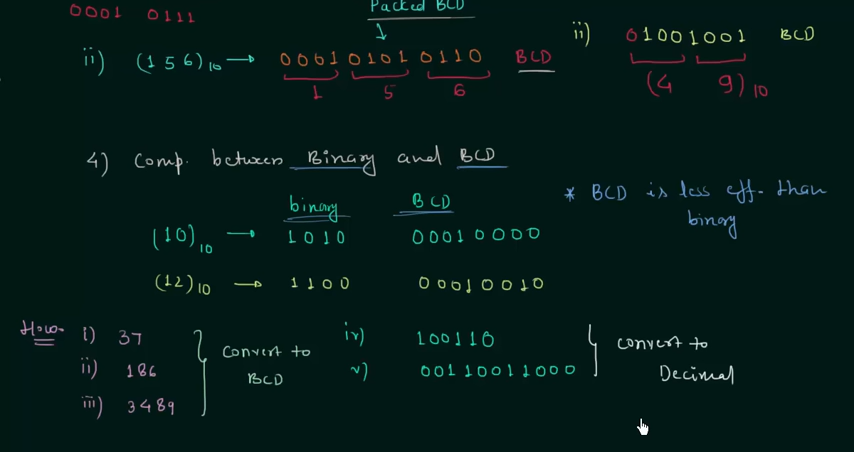 Packed BCD
0001 0111
ii) (156)10 → 0001 0101 0110 BCD
1 5 6
ii) 01001001 BCD
(4 9)10
4) Comp. between Binary and BCD
binary BCD
(10)10 → 1010 00010000
(12)10 → 1100 00010010
* BCD is less eff. than
binary
How.
i) 37
ii) 186
iii) 3489
convert to
BCD
iv) 100110
v) 00110011000
convert to
Decimal